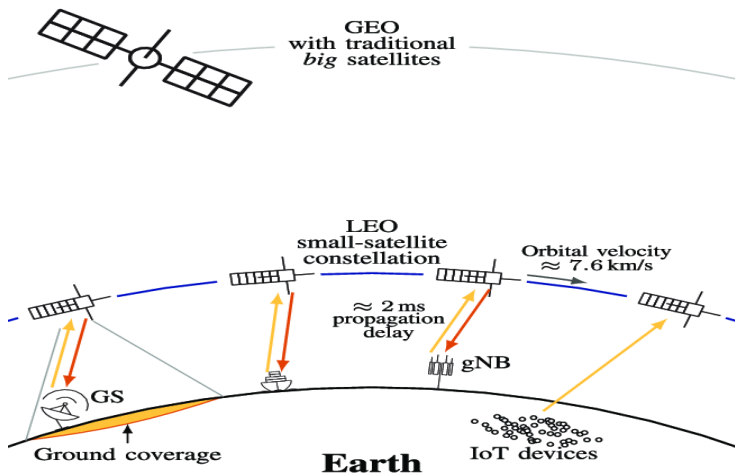 GEO
with traditional
big satellites
LEO
small-satellite
constellation
Orbital velocity
≈ 7.6 km/s
≈ 2 ms
propagation
delay
gNB
GS
Ground coverage
IoT devices
Earth